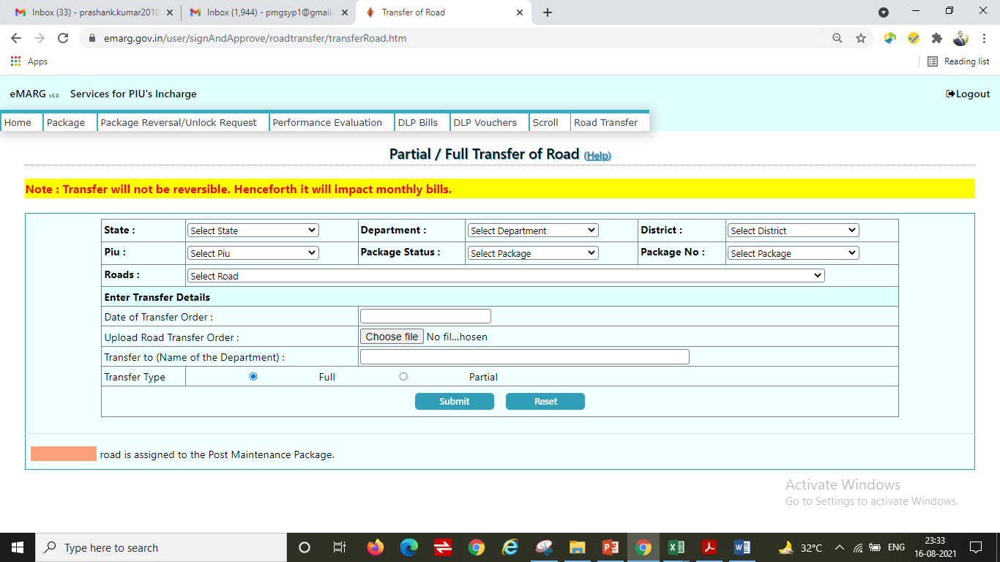 Inbox (33) - prashank.kumar2010
Inbox (1,944) - pmgsyp1@gmail.
Transfer of Road
emarg.gov.in/user/signAndApprove/roadtransfer/transferRoad.htm
Apps
Reading list
eMARG v3.0 Services for PIU's Incharge
Logout
Home Package Package Reversal/Unlock Request Performance Evaluation DLP Bills DLP Vouchers Scroll Road Transfer
Partial / Full Transfer of Road (Help)
Note : Transfer will not be reversible. Henceforth it will impact monthly bills.
State : Select State Department : Select Department District : Select District
Piu : Select Piu Package Status : Select Package Package No : Select Package
Roads : Select Road
Enter Transfer Details
Date of Transfer Order :
Upload Road Transfer Order : Choose file No fil...hosen
Transfer to (Name of the Department) :
Transfer Type Full Partial
Submit Reset
road is assigned to the Post Maintenance Package.
Activate Windows
Go to Settings to activate Windows.
Type here to search
32°C ENG 23:33
16-08-2021